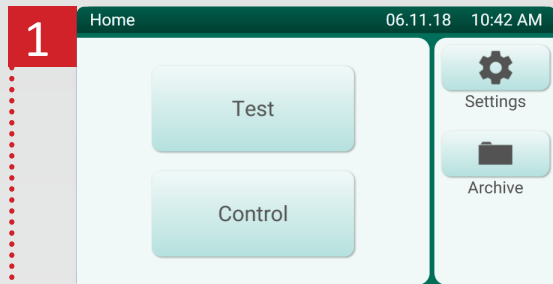 1
Home 06.11.18 10:42 AM
Test
Control
Settings
Archive